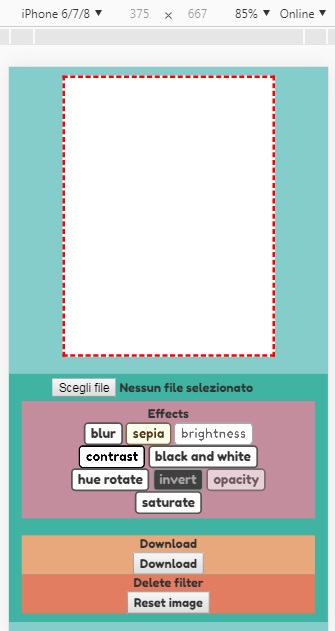 iPhone 6/7/8 ▼ 375 × 667 85% ▼ Online ▼
Scegli file Nessun file selezionato
Effects
blur sepia brightness
contrast black and white
hue rotate invert opacity
saturate
Download
Download
Delete filter
Reset image